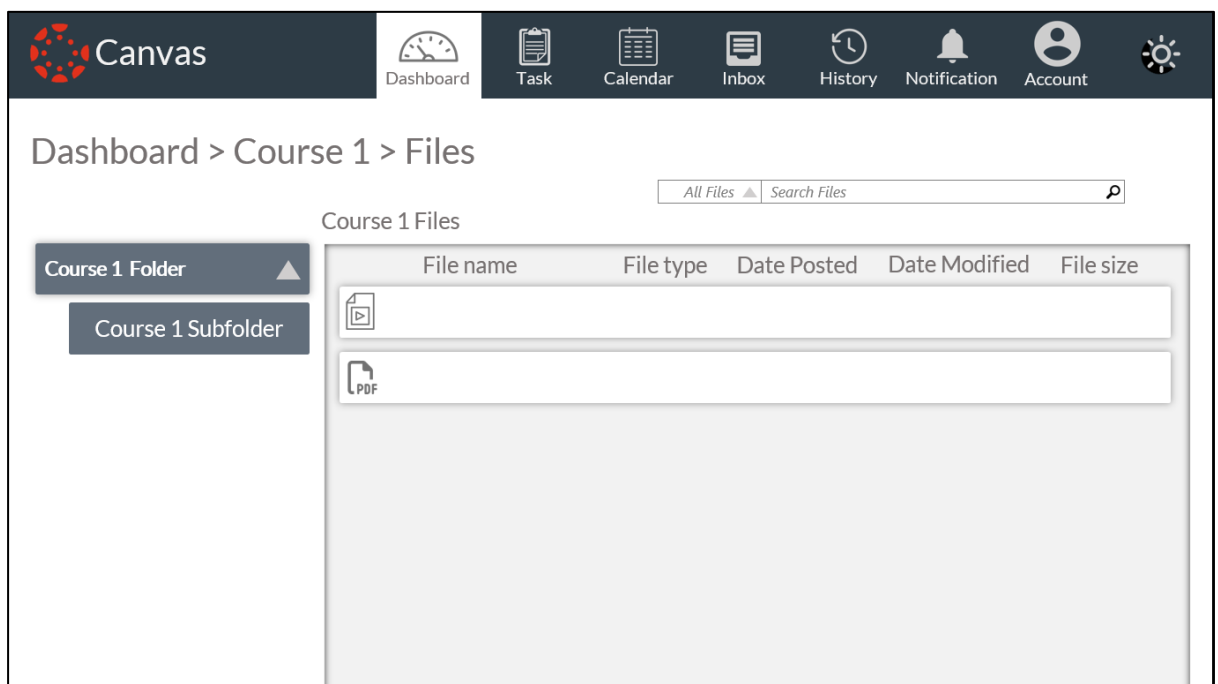 Canvas
Dashboard
Task
Calendar
Inbox
History
Notification
Account
Dashboard > Course 1 > Files
All Files
Search Files
Course 1 Files
Course 1 Folder
Course 1 Subfolder
File name
File type
Date Posted
Date Modified
File size
PDF